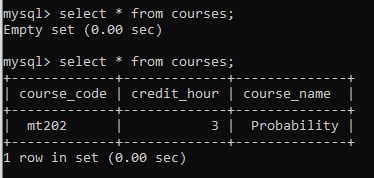 mysql> select * from courses;
Empty set (0.00 sec)
mysql> select * from courses;
+-------------+-------------+--------------+
| course_code | credit_hour | course_name  |
+-------------+-------------+--------------+
|  mt202      |           3 |  Probability |
+-------------+-------------+--------------+
1 row in set (0.00 sec)